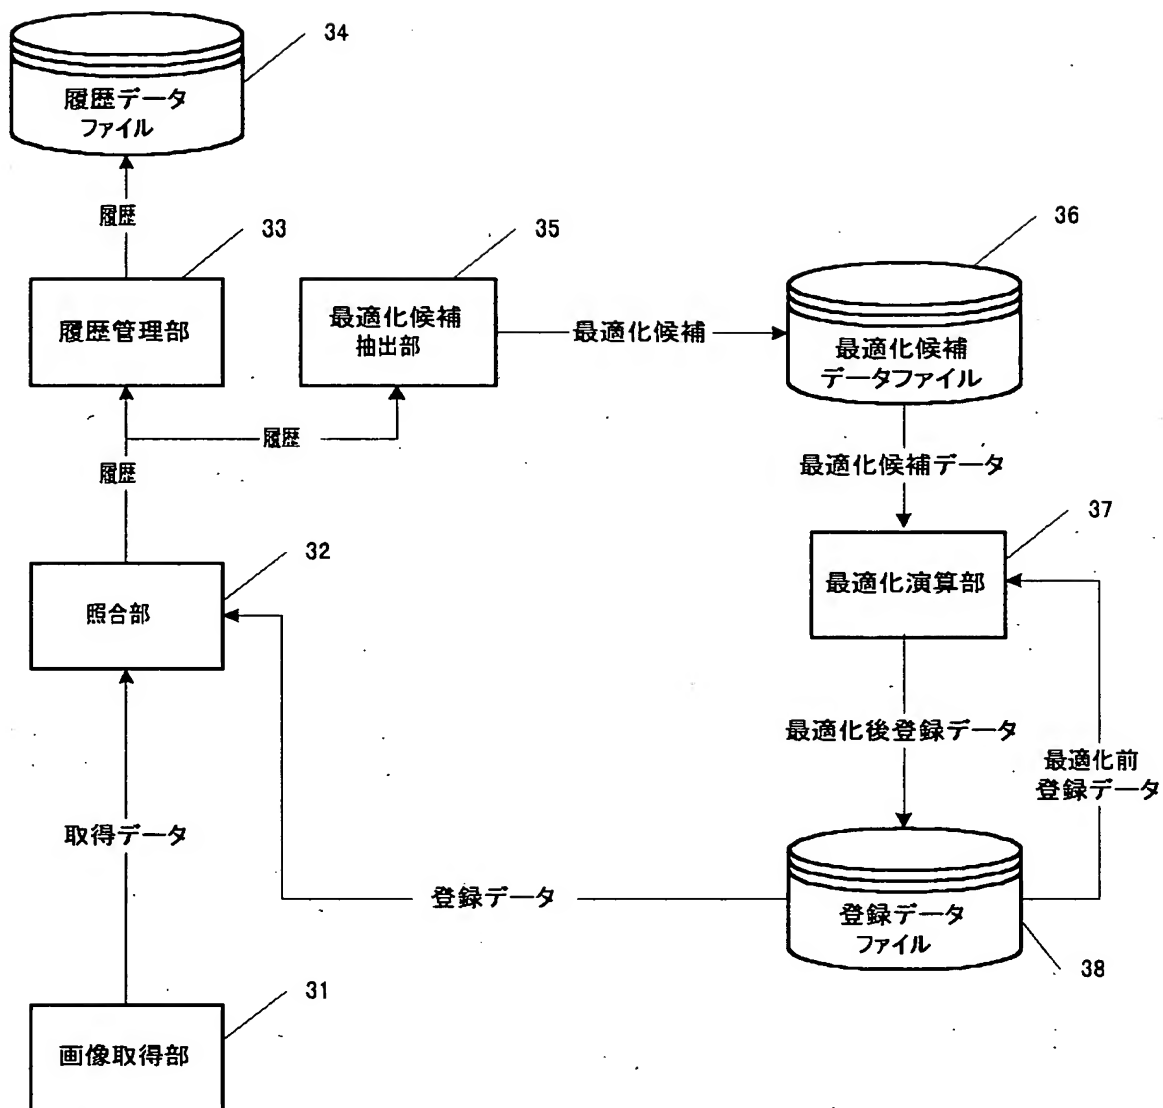 34
履歴データ
ファイル
履歴
33
35
36
履歴管理部
最適化候補
抽出部
最適化候補
最適化候補
データファイル
履歴
履歴
最適化候補データ
32
37
照合部
最適化演算部
最適化後登録データ
最適化前
登録データ
取得データ
登録データ
登録データ
ファイル
38
31
画像取得部